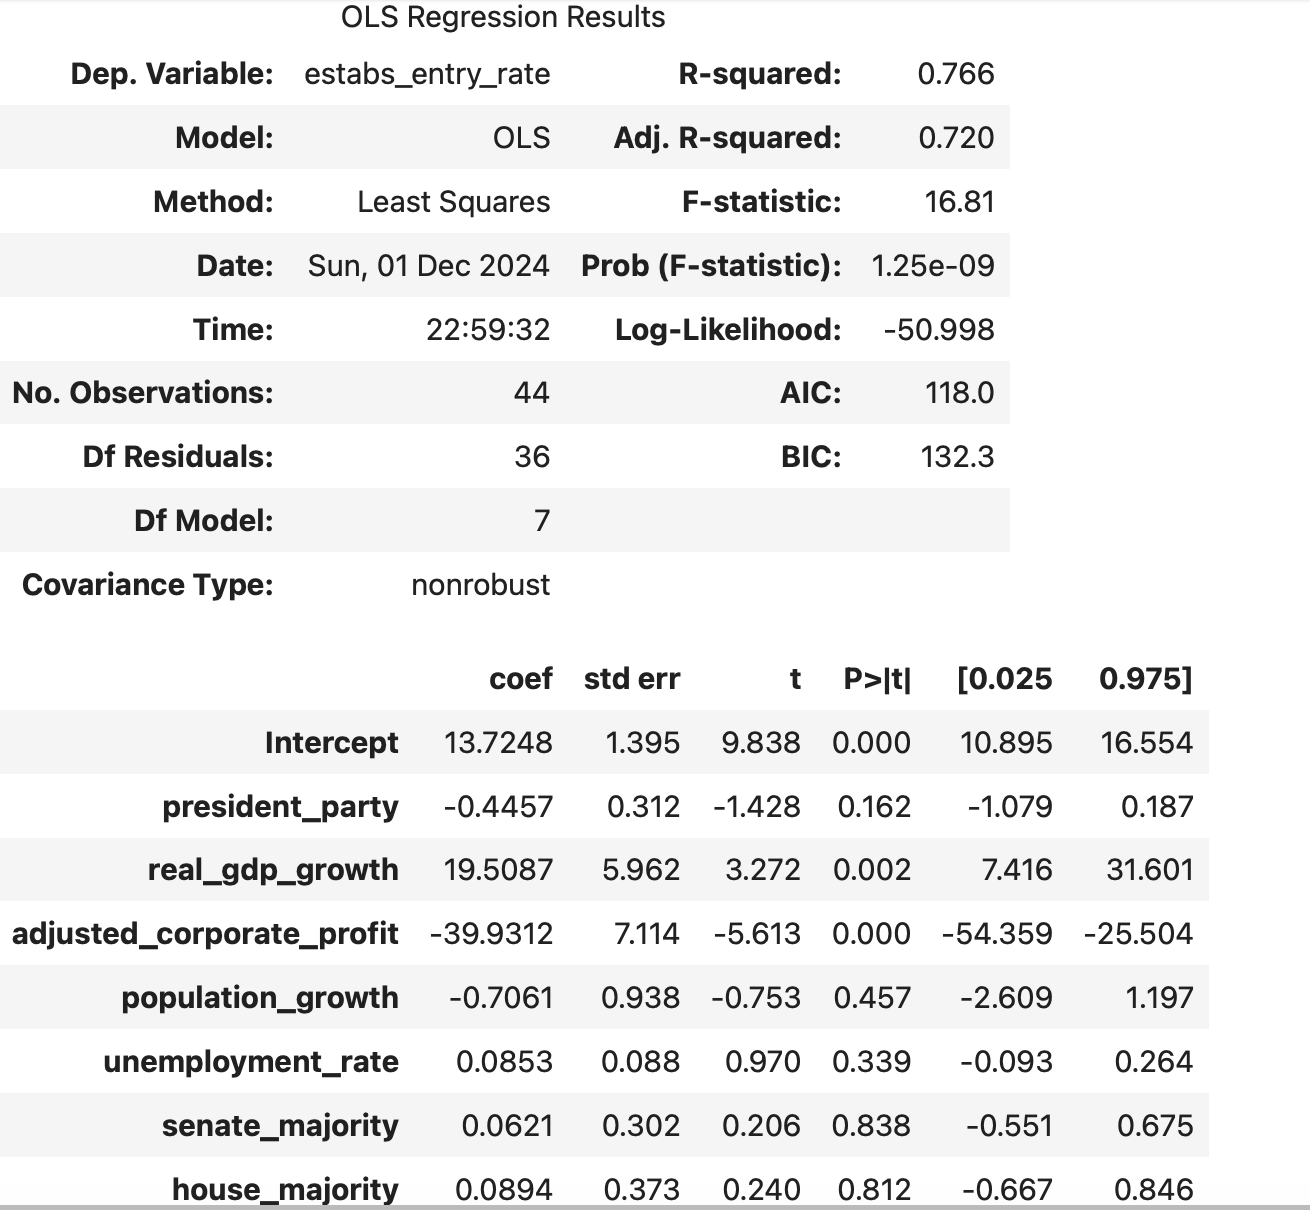 OLS Regression Results
Dep. Variable: estabs_entry_rate R-squared: 0.766
Model: OLS Adj. R-squared: 0.720
Method: Least Squares F-statistic: 16.81
Date: Sun, 01 Dec 2024 Prob (F-statistic): 1.25e-09
Time: 22:59:32 Log-Likelihood: -50.998
No. Observations: 44 AIC: 118.0
Df Residuals: 36 BIC: 132.3
Df Model: 7
Covariance Type: nonrobust
coef std err t P>|t| [0.025 0.975]
Intercept 13.7248 1.395 9.838 0.000 10.895 16.554
president_party -0.4457 0.312 -1.428 0.162 -1.079 0.187
real_gdp_growth 19.5087 5.962 3.272 0.002 7.416 31.601
adjusted_corporate_profit -39.9312 7.114 -5.613 0.000 -54.359 -25.504
population_growth -0.7061 0.938 -0.753 0.457 -2.609 1.197
unemployment_rate 0.0853 0.088 0.970 0.339 -0.093 0.264
senate_majority 0.0621 0.302 0.206 0.838 -0.551 0.675
house_majority 0.0894 0.373 0.240 0.812 -0.667 0.846